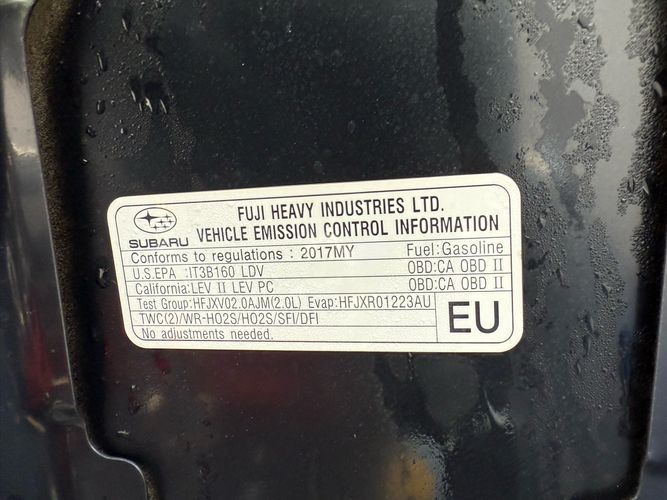 FUJI HEAVY INDUSTRIES LTD.
SUBARU VEHICLE EMISSION CONTROL INFORMATION
Conforms to regulations : 2017MY Fuel:Gasoline
U.S.EPA :IT3B160 LDV OBD:CA OBD II
California:LEV II LEV PC OBD:CA OBD II
Test Group:HFJXV02.0AJM(2.0L) Evap:HFJXR01223AU
TWC(2)/WR-HO2S/HO2S/SFI/DFI
No adjustments needed.
EU